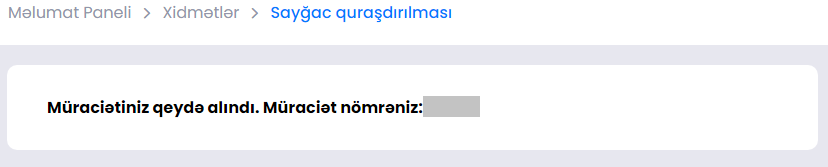 Məlumat Paneli > Xidmətlər > Sayğac quraşdırılması
Müraciətiniz qeydə alındı. Müraciət nömrəniz: